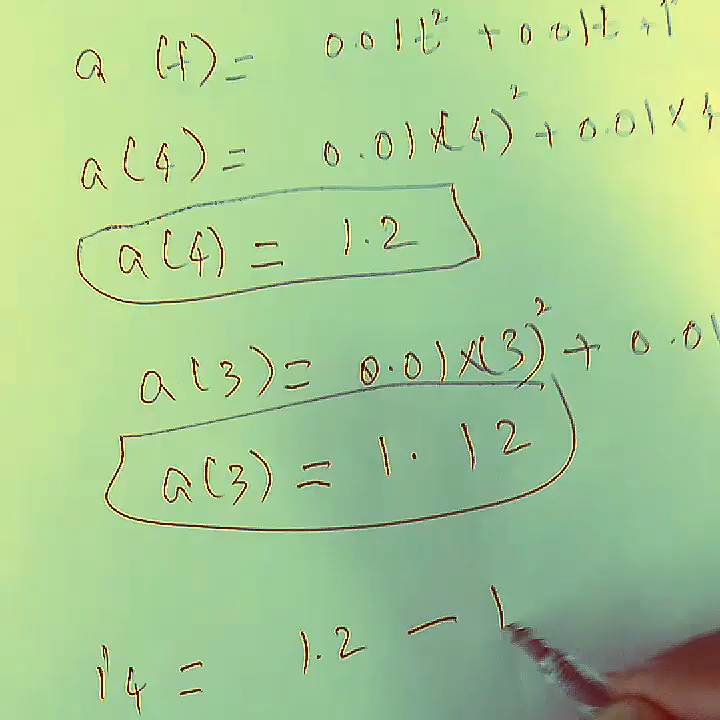 a (t) = 0.01t² + 0.01t + 1
a(4) = 0.01×(4)² + 0.01×4
a(4) = 1.2
a(3) = 0.01×(3)² + 0.01
a(3) = 1.12
i4 = 1.2 - 1